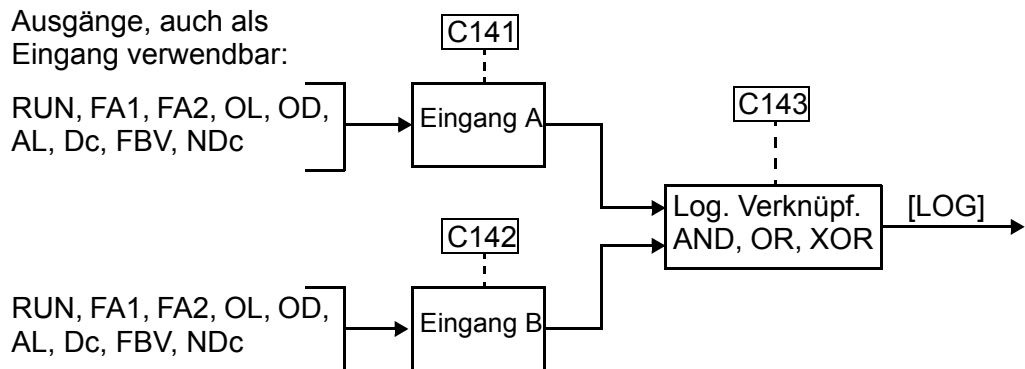 Ausgänge, auch als
Eingang verwendbar:
C141
RUN, FA1, FA2, OL, OD,
AL, Dc, FBV, NDc
Eingang A
C143
Log. Verknüpf.
AND, OR, XOR
[LOG]
C142
RUN, FA1, FA2, OL, OD,
AL, Dc, FBV, NDc
Eingang B